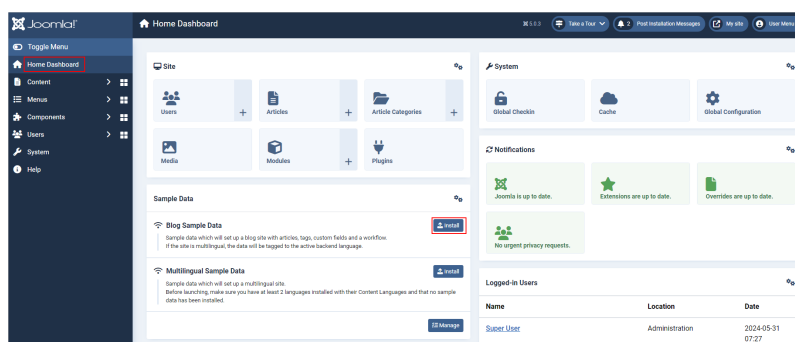 Joomla!
Home Dashboard
5.0.3
Take a Tour
2 Post Installation Messages
My site
User Menu
Toggle Menu
Home Dashboard
Content
Menus
Components
Users
System
Help
Site
Users
Articles
Article Categories
Media
Modules
Plugins
Sample Data
Blog Sample Data
Install
Sample data which will set up a blog site with articles, tags, custom fields and a workflow.
If the site is multilingual, the data will be tagged to the active backend language.
Multilingual Sample Data
Install
Sample data which will set up a multilingual site.
Before launching, make sure you have at least 2 languages installed with their Content Languages and that no sample
data has been installed.
Manage
System
Global Checkin
Cache
Global Configuration
Notifications
Joomla is up to date.
Extensions are up to date.
Overrides are up to date.
No urgent privacy requests.
Logged-in Users
Name Location Date
Super User Administration 2024-05-31
07:27